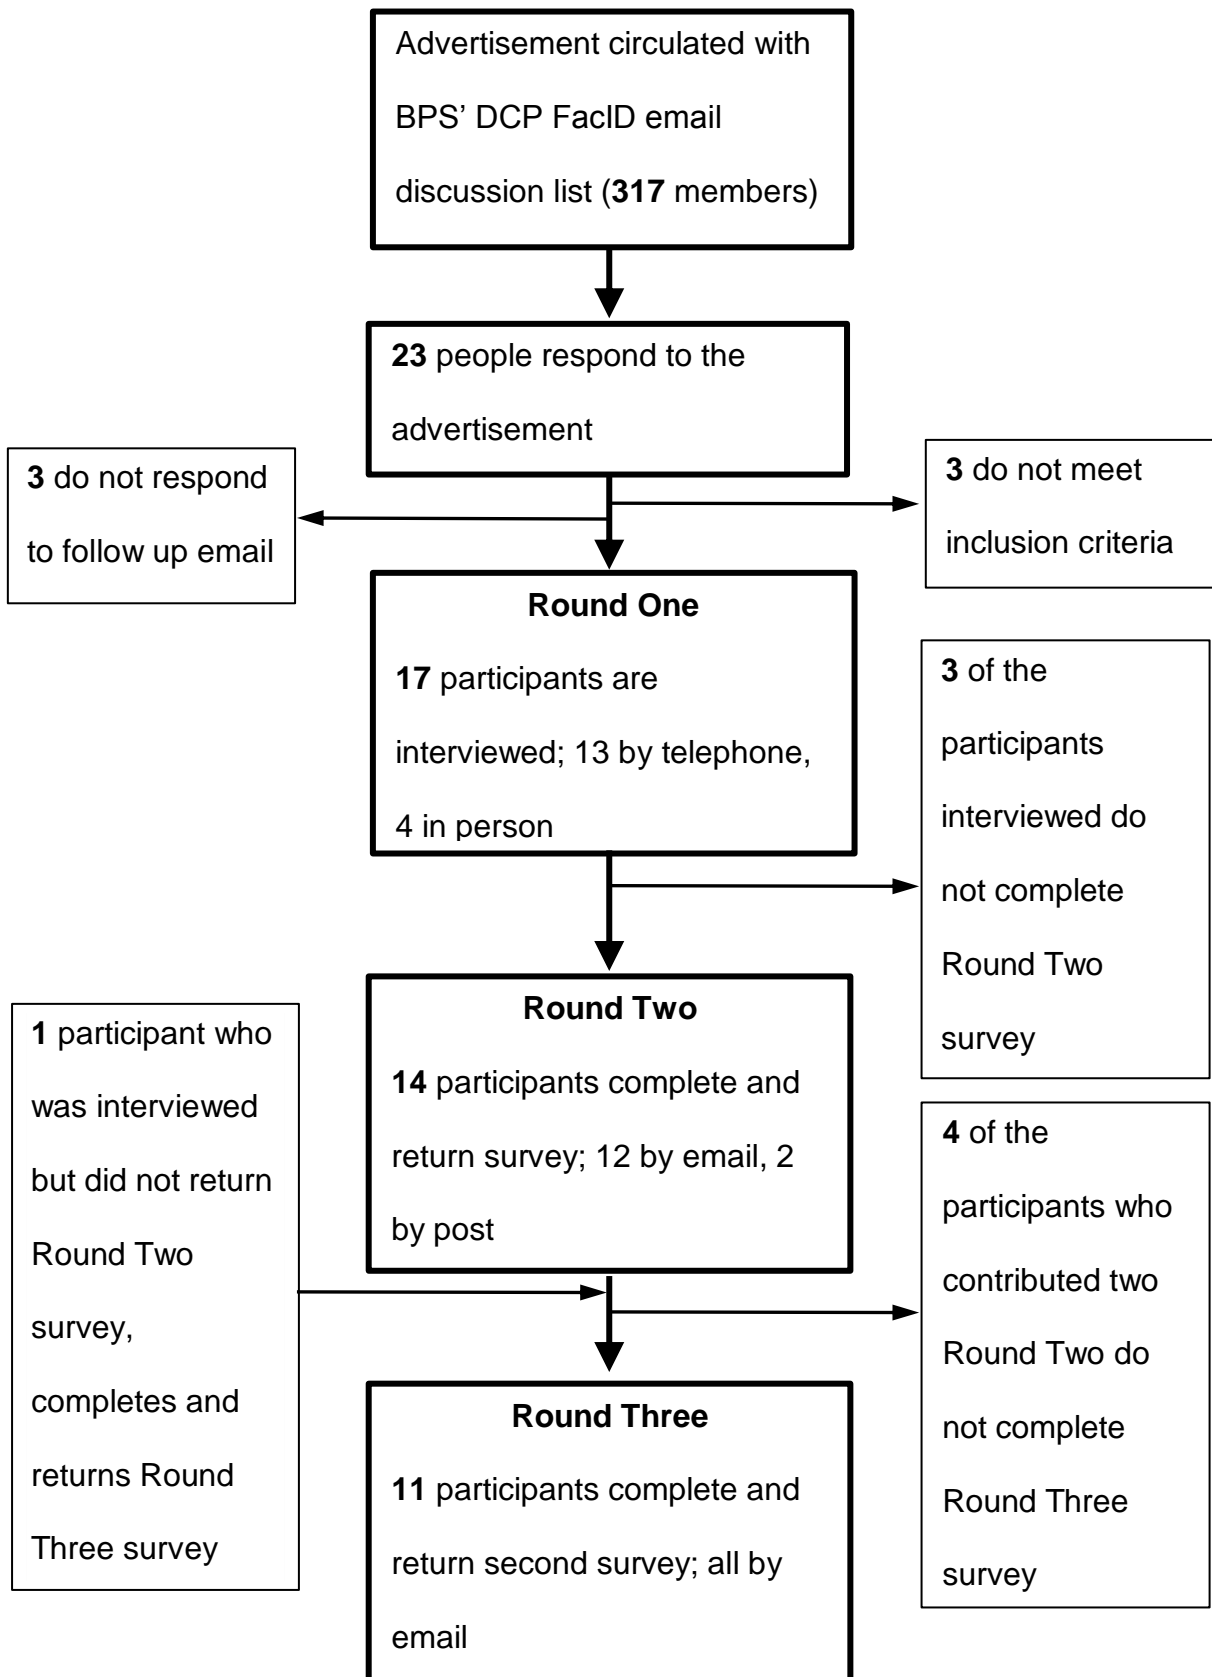 Advertisement circulated with
BPS’ DCP FacID email
discussion list (317 members)
23 people respond to the
advertisement
3 do not respond
to follow up email
3 do not meet
inclusion criteria
Round One
17 participants are
interviewed; 13 by telephone,
4 in person
3 of the
participants
interviewed do
not complete
Round Two
survey
Round Two
14 participants complete and
return survey; 12 by email, 2
by post
1 participant who
was interviewed
but did not return
Round Two
survey,
completes and
returns Round
Three survey
4 of the
participants who
contributed two
Round Two do
not complete
Round Three
survey
Round Three
11 participants complete and
return second survey; all by
email